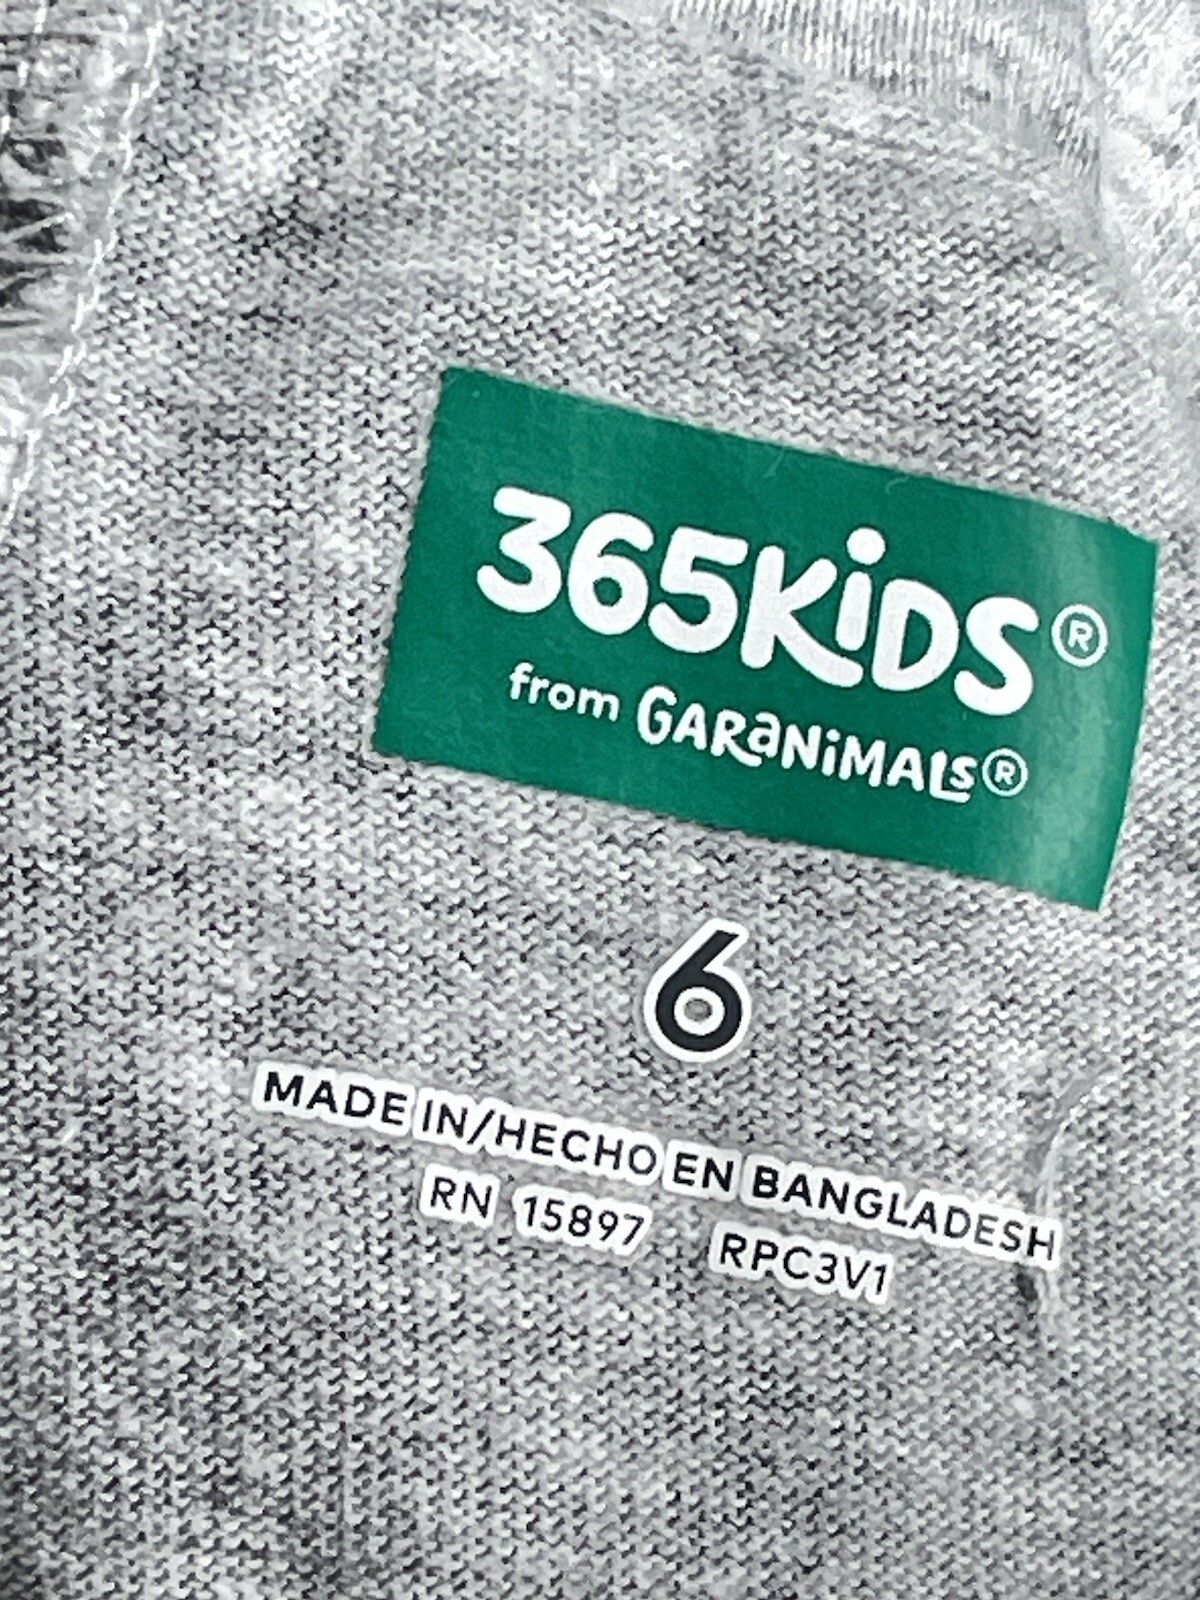 365KiDS®
from GARaNiMALs®
6
MADE IN/HECHO EN BANGLADESH
RN 15897 RPC3V1